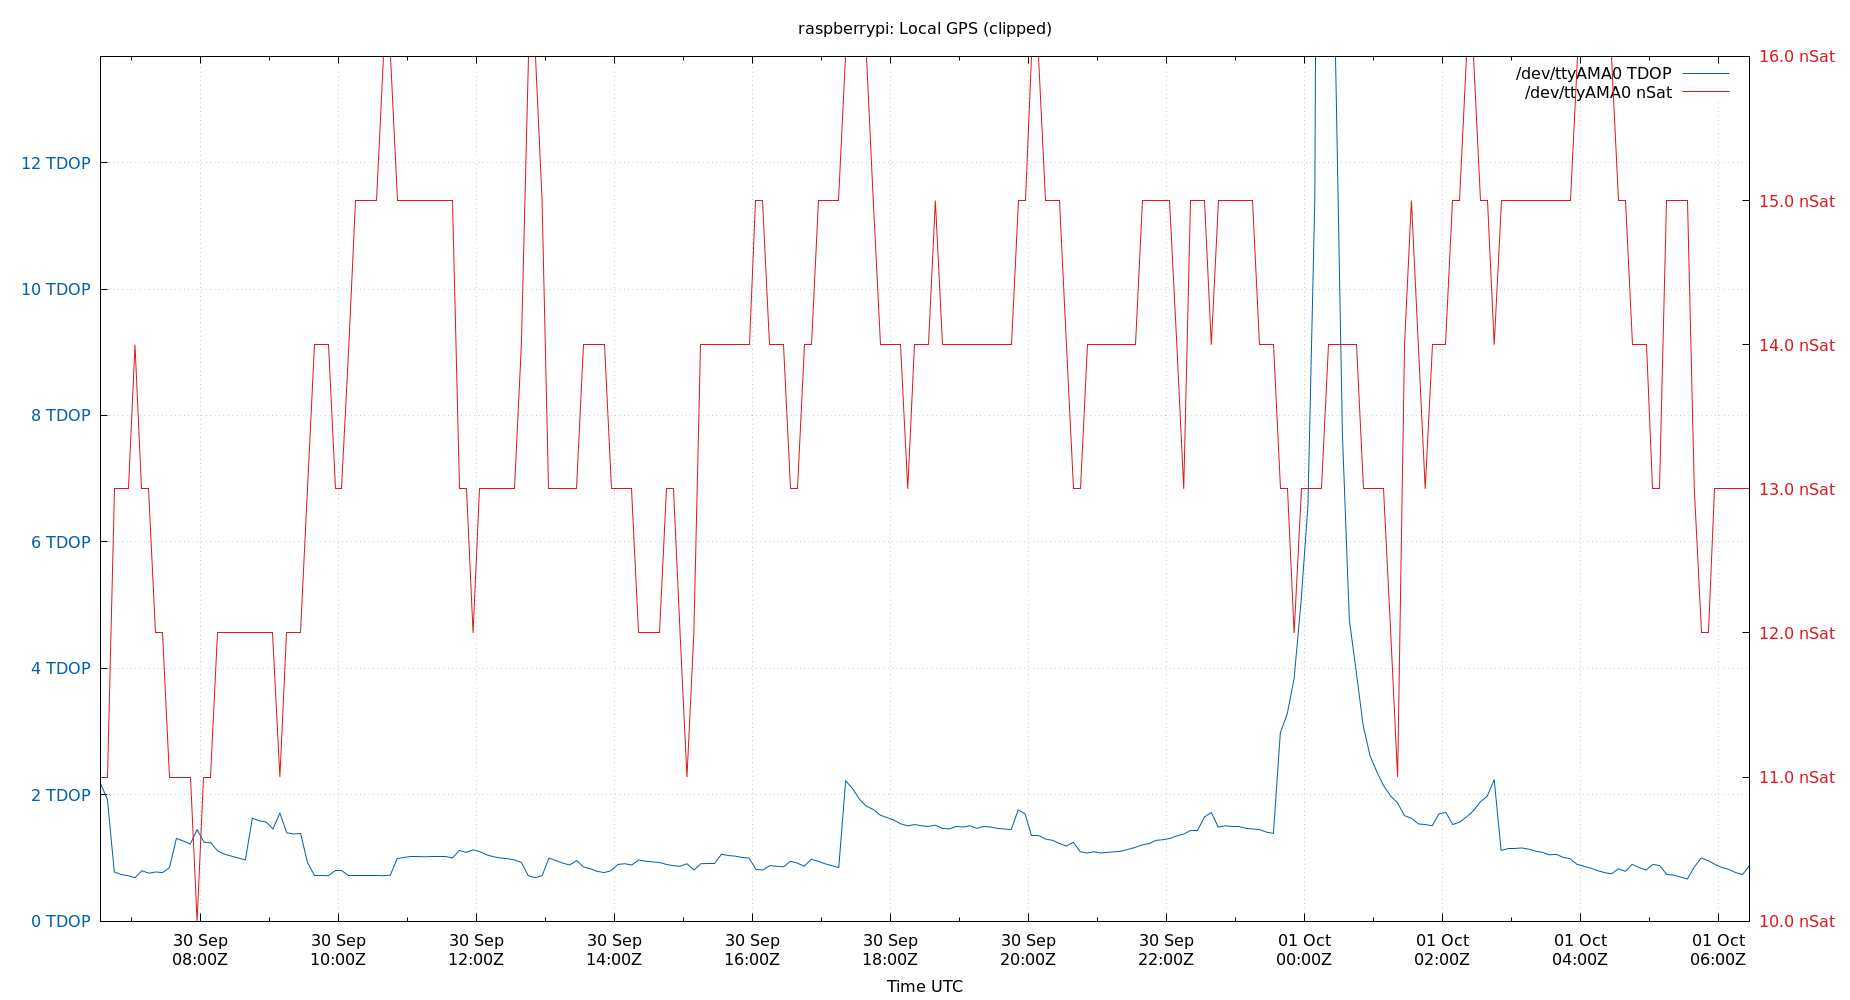 raspberrypi: Local GPS (clipped)
16.0 nSat
/dev/ttyAMA0 TDOP
/dev/ttyAMA0 nSat
12 TDOP
15.0 nSat
10 TDOP
14.0 nSat
8 TDOP
13.0 nSat
6 TDOP
12.0 nSat
4 TDOP
11.0 nSat
2 TDOP
0 TDOP
10.0 nSat
30 Sep 30 Sep 30 Sep 30 Sep 30 Sep 30 Sep 30 Sep 30 Sep 01 Oct 01 Oct 01 Oct 01 Oct
08:00Z 10:00Z 12:00Z 14:00Z 16:00Z 18:00Z 20:00Z 22:00Z 00:00Z 02:00Z 04:00Z 06:00Z
Time UTC